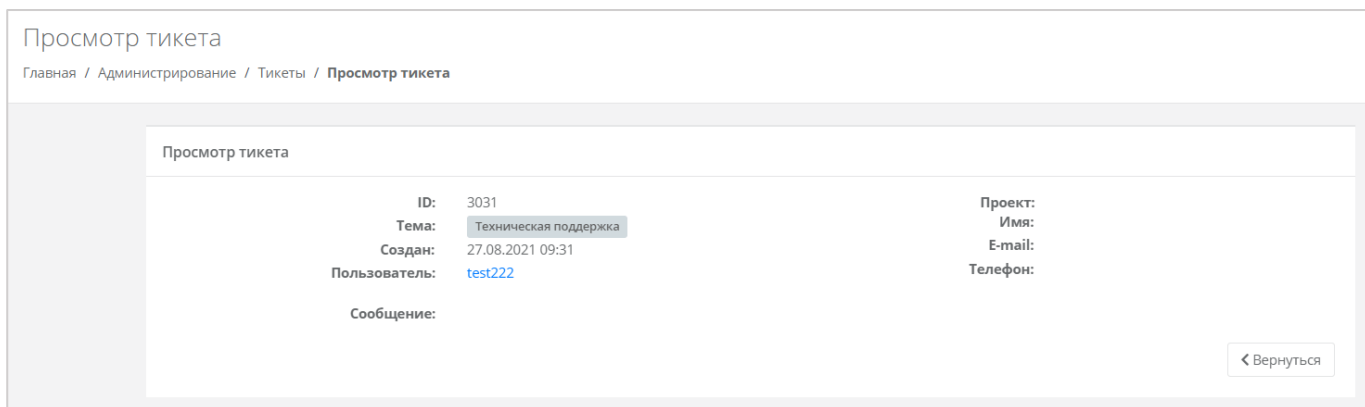 Просмотр тикета
Главная / Администрирование / Тикеты / Просмотр тикета
Просмотр тикета
ID: 3031
Тема: Техническая поддержка
Создан: 27.08.2021 09:31
Пользователь: test222
Сообщение:
Проект:
Имя:
E-mail:
Телефон:
Вернуться